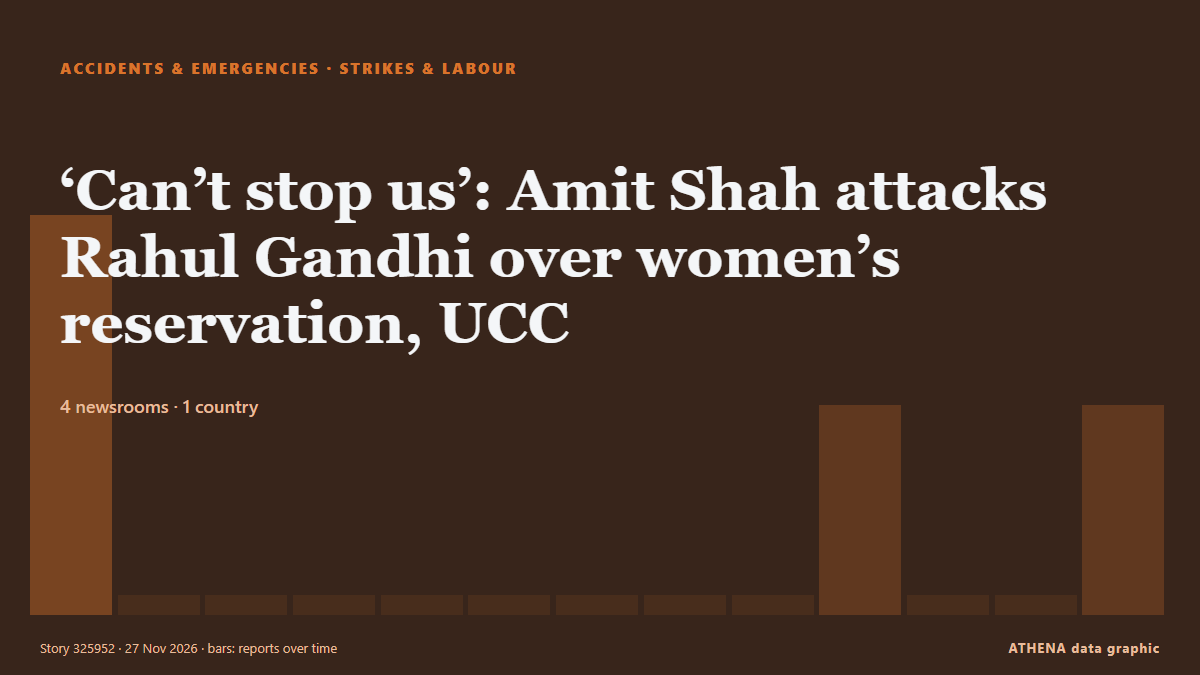 ACCIDENTS & EMERGENCIES · STRIKES & LABOUR
‘Can’t stop us’: Amit Shah attacks
Rahul Gandhi over women’s
reservation, UCC
4 newsrooms · 1 country
Story 325952 · 27 Nov 2026 · bars: reports over time
ATHENA data graphic